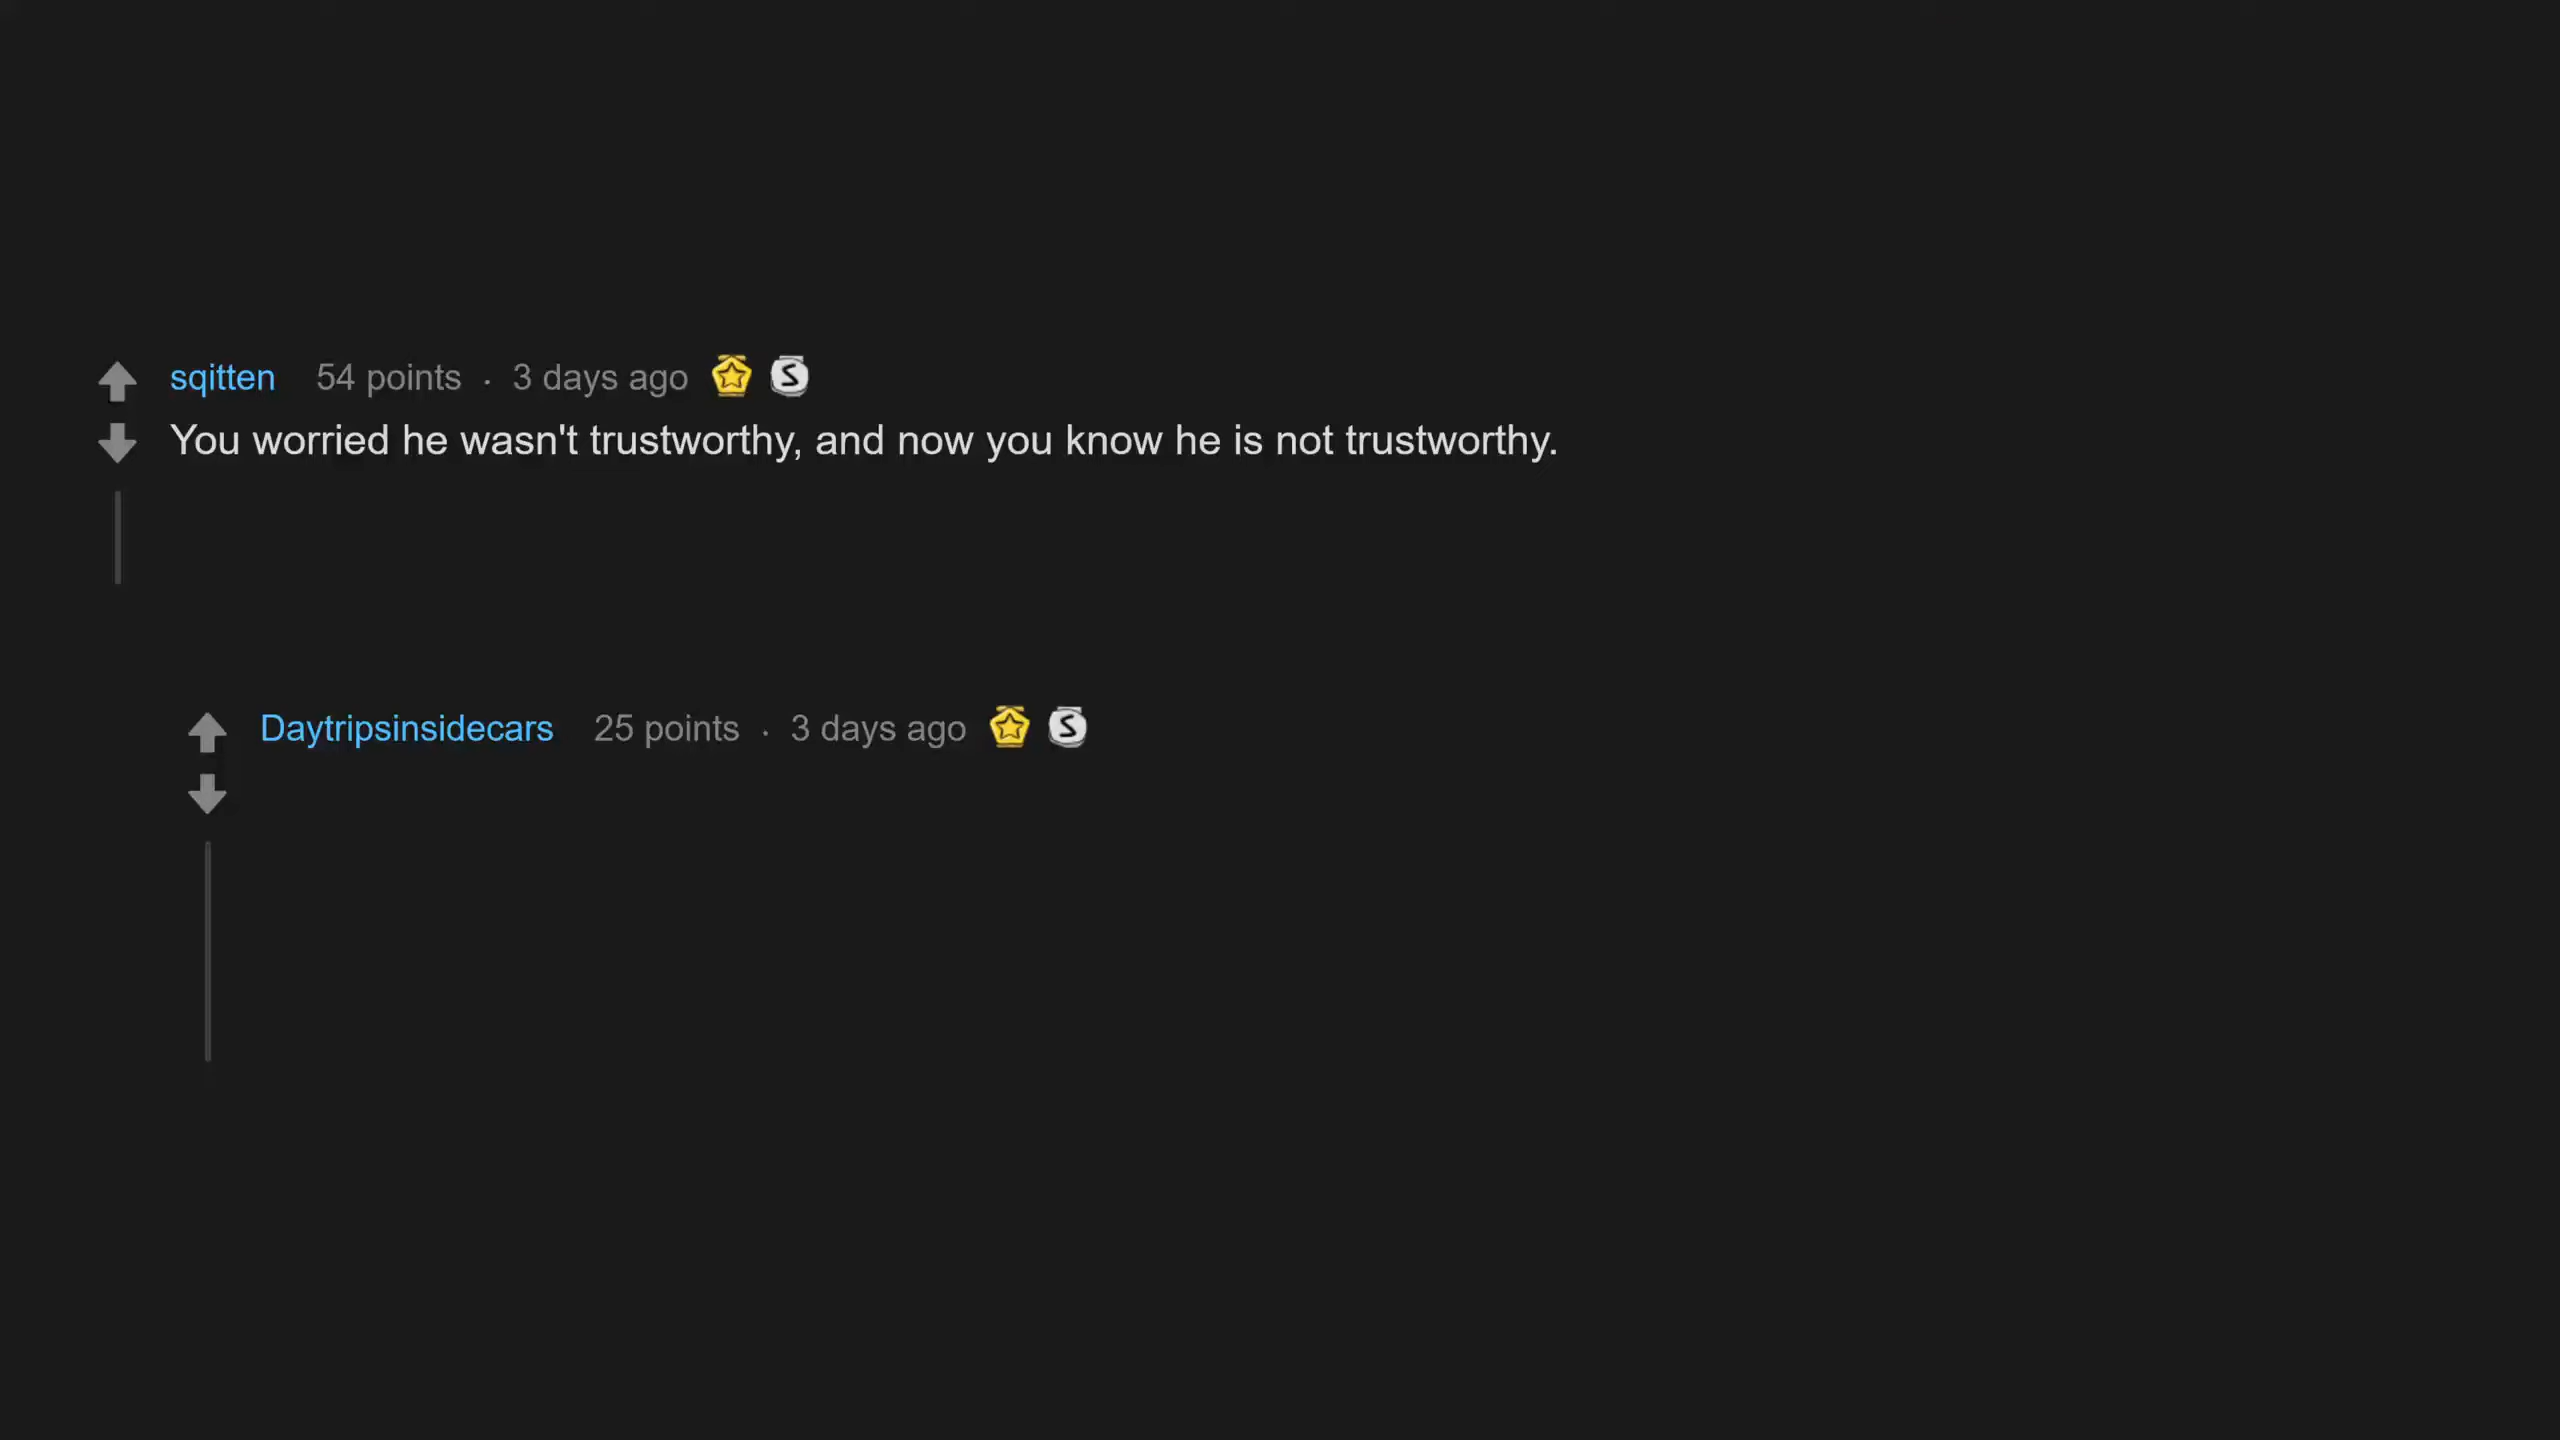 sqitten 54 points · 3 days ago S
You worried he wasn't trustworthy, and now you know he is not trustworthy.
Daytripsinsidecars 25 points · 3 days ago S